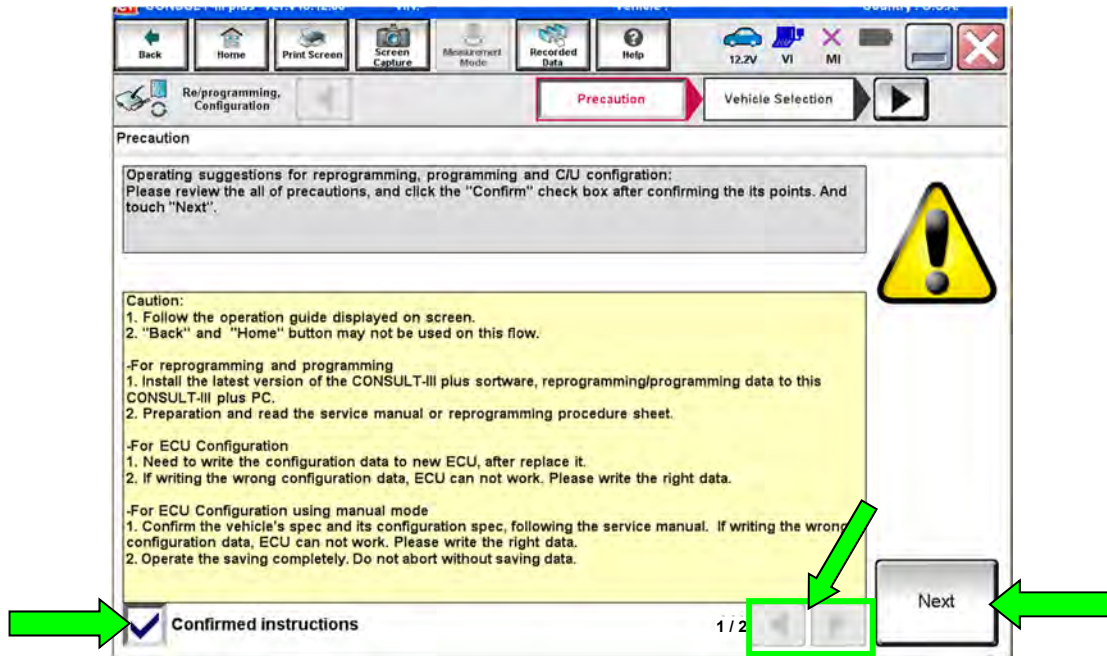 CONSULT-III plus Ver.V
VIN:
Vehicle :
Country : U.S.A.
Back
Home
Print Screen
Screen
Capture
Measurement
Mode
Recorded
Data
Help
12.2V
VI
MI
Re/programming,
Configuration
Precaution
Vehicle Selection
Precaution
Operating suggestions for reprogramming, programming and C/U configration:
Please review the all of precautions, and click the "Confirm" check box after confirming the its points. And
touch "Next".
Caution:
1. Follow the operation guide displayed on screen.
2. "Back" and "Home" button may not be used on this flow.
-For reprogramming and programming
1. Install the latest version of the CONSULT-III plus sortware, reprogramming/programming data to this
CONSULT-III plus PC.
2. Preparation and read the service manual or reprogramming procedure sheet.
-For ECU Configuration
1. Need to write the configuration data to new ECU, after replace it.
2. If writing the wrong configuration data, ECU can not work. Please write the right data.
-For ECU Configuration using manual mode
1. Confirm the vehicle's spec and its configuration spec, following the service manual. If writing the wrong
configuration data, ECU can not work. Please write the right data.
2. Operate the saving completely. Do not abort without saving data.
Confirmed instructions
1 / 2
Next